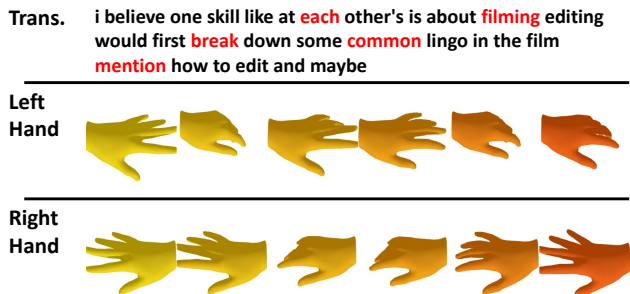 Trans. i believe one skill like at each other's is about filming editing
would first break down some common lingo in the film
mention how to edit and maybe
Left
Hand
Right
Hand